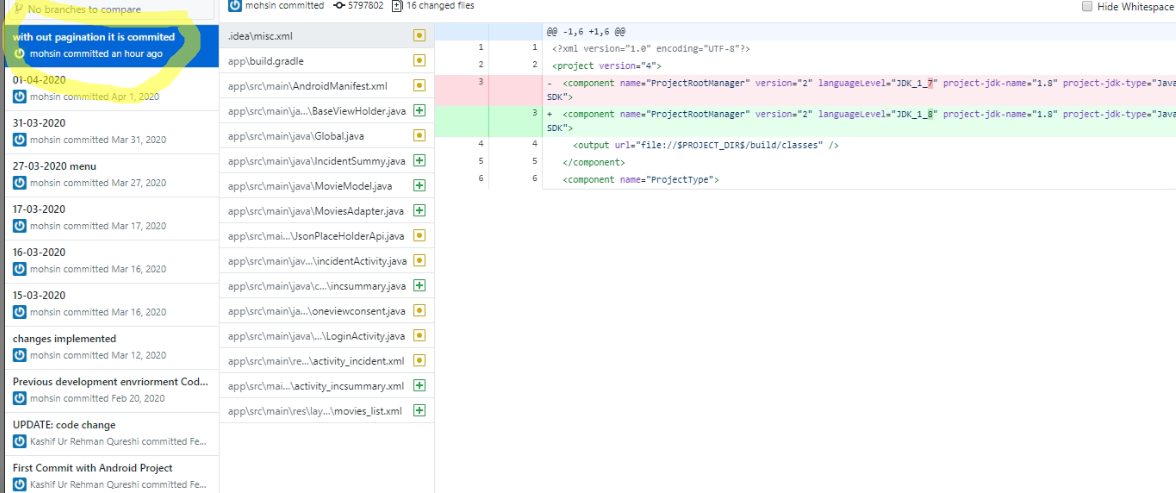 No branches to compare
with out pagination it is commited
mohsin committed an hour ago
01-04-2020
mohsin committed Apr 1, 2020
31-03-2020
mohsin committed Mar 31, 2020
27-03-2020 menu
mohsin committed Mar 27, 2020
17-03-2020
mohsin committed Mar 17, 2020
16-03-2020
mohsin committed Mar 16, 2020
15-03-2020
mohsin committed Mar 16, 2020
changes implemented
mohsin committed Mar 12, 2020
Previous development envriorment Cod...
mohsin committed Feb 20, 2020
UPDATE: code change
Kashif Ur Rehman Qureshi committed Fe...
First Commit with Android Project
Kashif Ur Rehman Qureshi committed Fe...
mohsin committed 5797802 16 changed files
Hide Whitespace
.idea\misc.xml
app\build.gradle
app\src\main\AndroidManifest.xml
app\src\main\ja...\BaseViewHolder.java
app\src\main\java\Global.java
app\src\main\java\IncidentSummy.java
app\src\main\java\MovieModel.java
app\src\main\java\MoviesAdapter.java
app\src\mai...\JsonPlaceHolderApi.java
app\src\main\jav...\incidentActivity.java
app\src\main\java\c...\incsummary.java
app\src\main\ja...\oneviewconsent.java
app\src\main\java\...\LoginActivity.java
app\src\main\re...\activity_incident.xml
app\src\mai...\activity_incsummary.xml
app\src\main\res\lay...\movies_list.xml
@@ -1,6 +1,6 @@
1 1 <?xml version="1.0" encoding="UTF-8"?>
2 2 <project version="4">
3 - <component name="ProjectRootManager" version="2" languageLevel="JDK_1_7" project-jdk-name="1.8" project-jdk-type="Java
SDK">
3 + <component name="ProjectRootManager" version="2" languageLevel="JDK_1_8" project-jdk-name="1.8" project-jdk-type="Java
SDK">
4 4 <output url="file://$PROJECT_DIR$/build/classes" />
5 5 </component>
6 6 <component name="ProjectType">